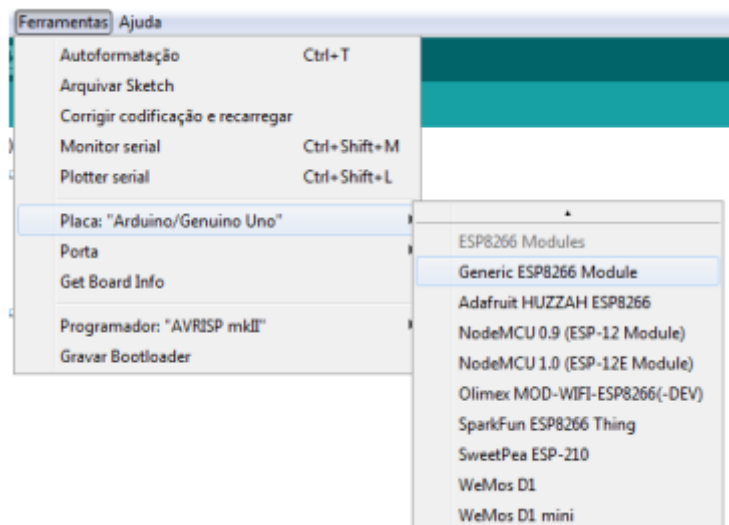 Ferramentas Ajuda
Autoformatação Ctrl+T
Arquivar Sketch
Corrigir codificação e recarregar
Monitor serial Ctrl+Shift+M
Plotter serial Ctrl+Shift+L
Placa: "Arduino/Genuino Uno"
Porta
Get Board Info
Programador: "AVRISP mkII"
Gravar Bootloader
ESP8266 Modules
Generic ESP8266 Module
Adafruit HUZZAH ESP8266
NodeMCU 0.9 (ESP-12 Module)
NodeMCU 1.0 (ESP-12E Module)
Olimex MOD-WIFI-ESP8266(-DEV)
SparkFun ESP8266 Thing
SweetPea ESP-210
WeMos D1
WeMos D1 mini